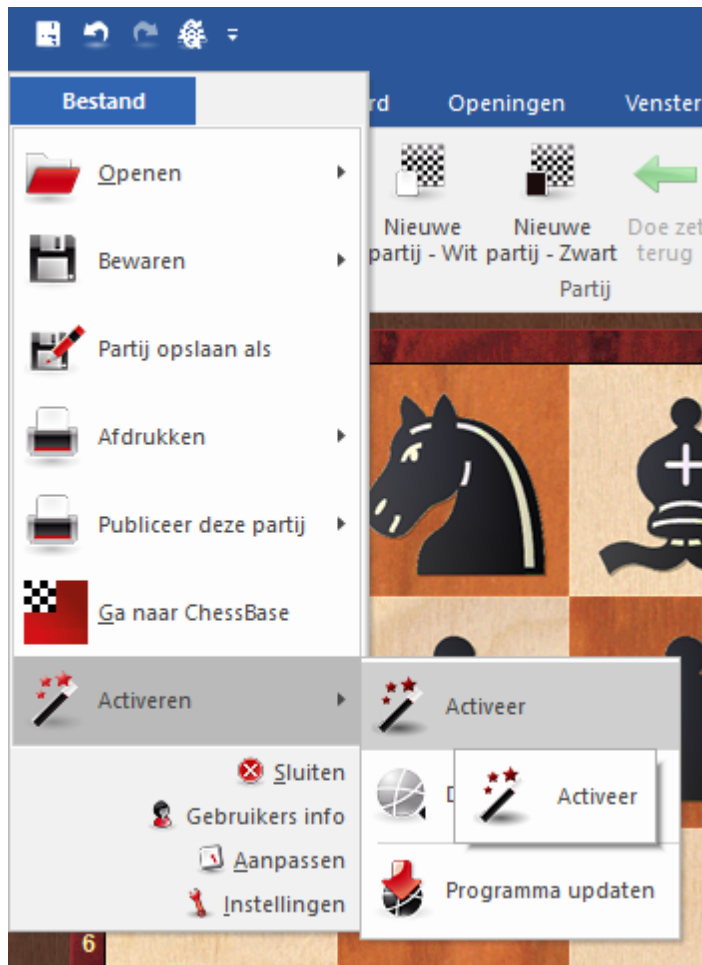 Bestand
rd
Openingen
Venster
Openen
Nieuwe
partij - Wit
Nieuwe
partij - Zwart
Doe zet
terug
Partij
Bewaren
Partij opslaan als
Afdrukken
Publiceer deze partij
Ga naar ChessBase
Activeren
Activeer
D
Activeer
Programma updaten
Sluiten
Gebruikers info
Aanpassen
Instellingen
6